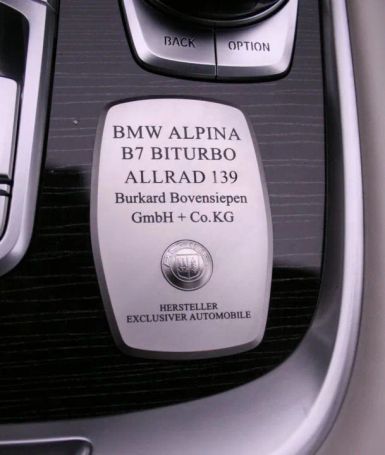 BACK
OPTION
BMW ALPINA
B7 BITURBO
ALLRAD 139
Burkard Bovensiepen
GmbH + Co.KG
HERSTELLER
EXCLUSIVER AUTOMOBILE